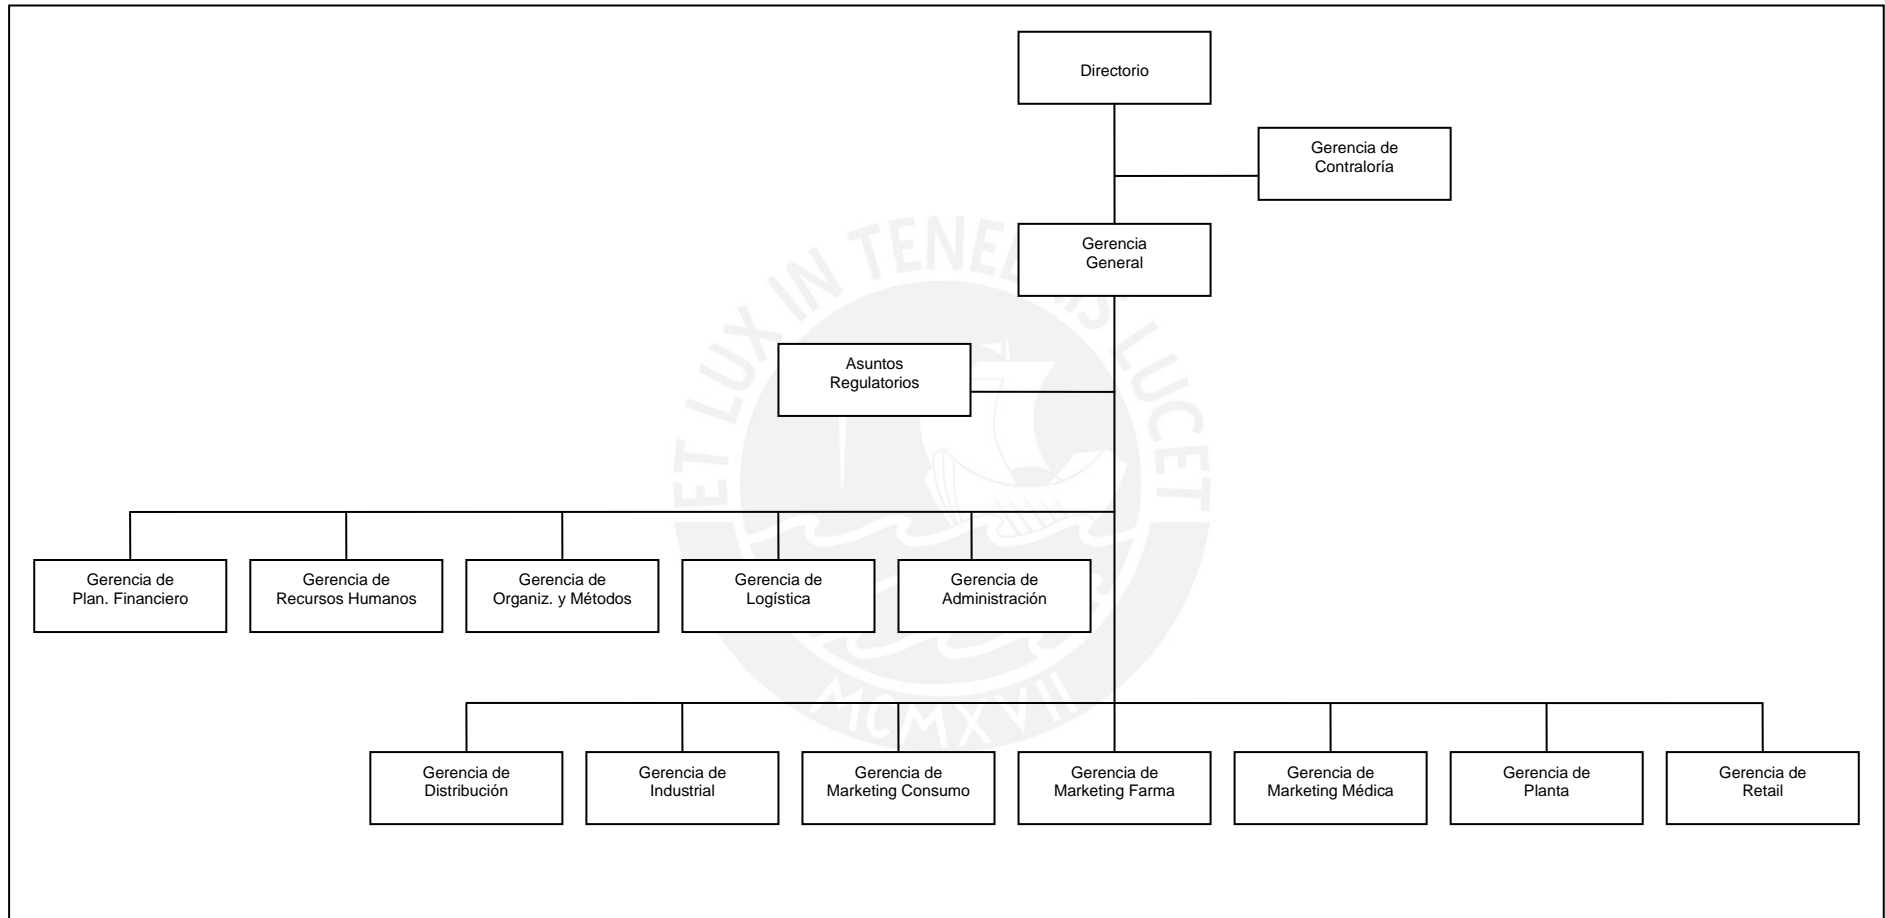 Directorio
Gerencia de
Contraloría
Gerencia
General
Asuntos
Regulatorios
Gerencia de
Plan. Financiero
Gerencia de
Recursos Humanos
Gerencia de
Organiz. y Métodos
Gerencia de
Logística
Gerencia de
Administración
Gerencia de
Distribución
Gerencia de
Industrial
Gerencia de
Marketing Consumo
Gerencia de
Marketing Farma
Gerencia de
Marketing Médica
Gerencia de
Planta
Gerencia de
Retail
ET LUX IN LUCET
MCMXVII